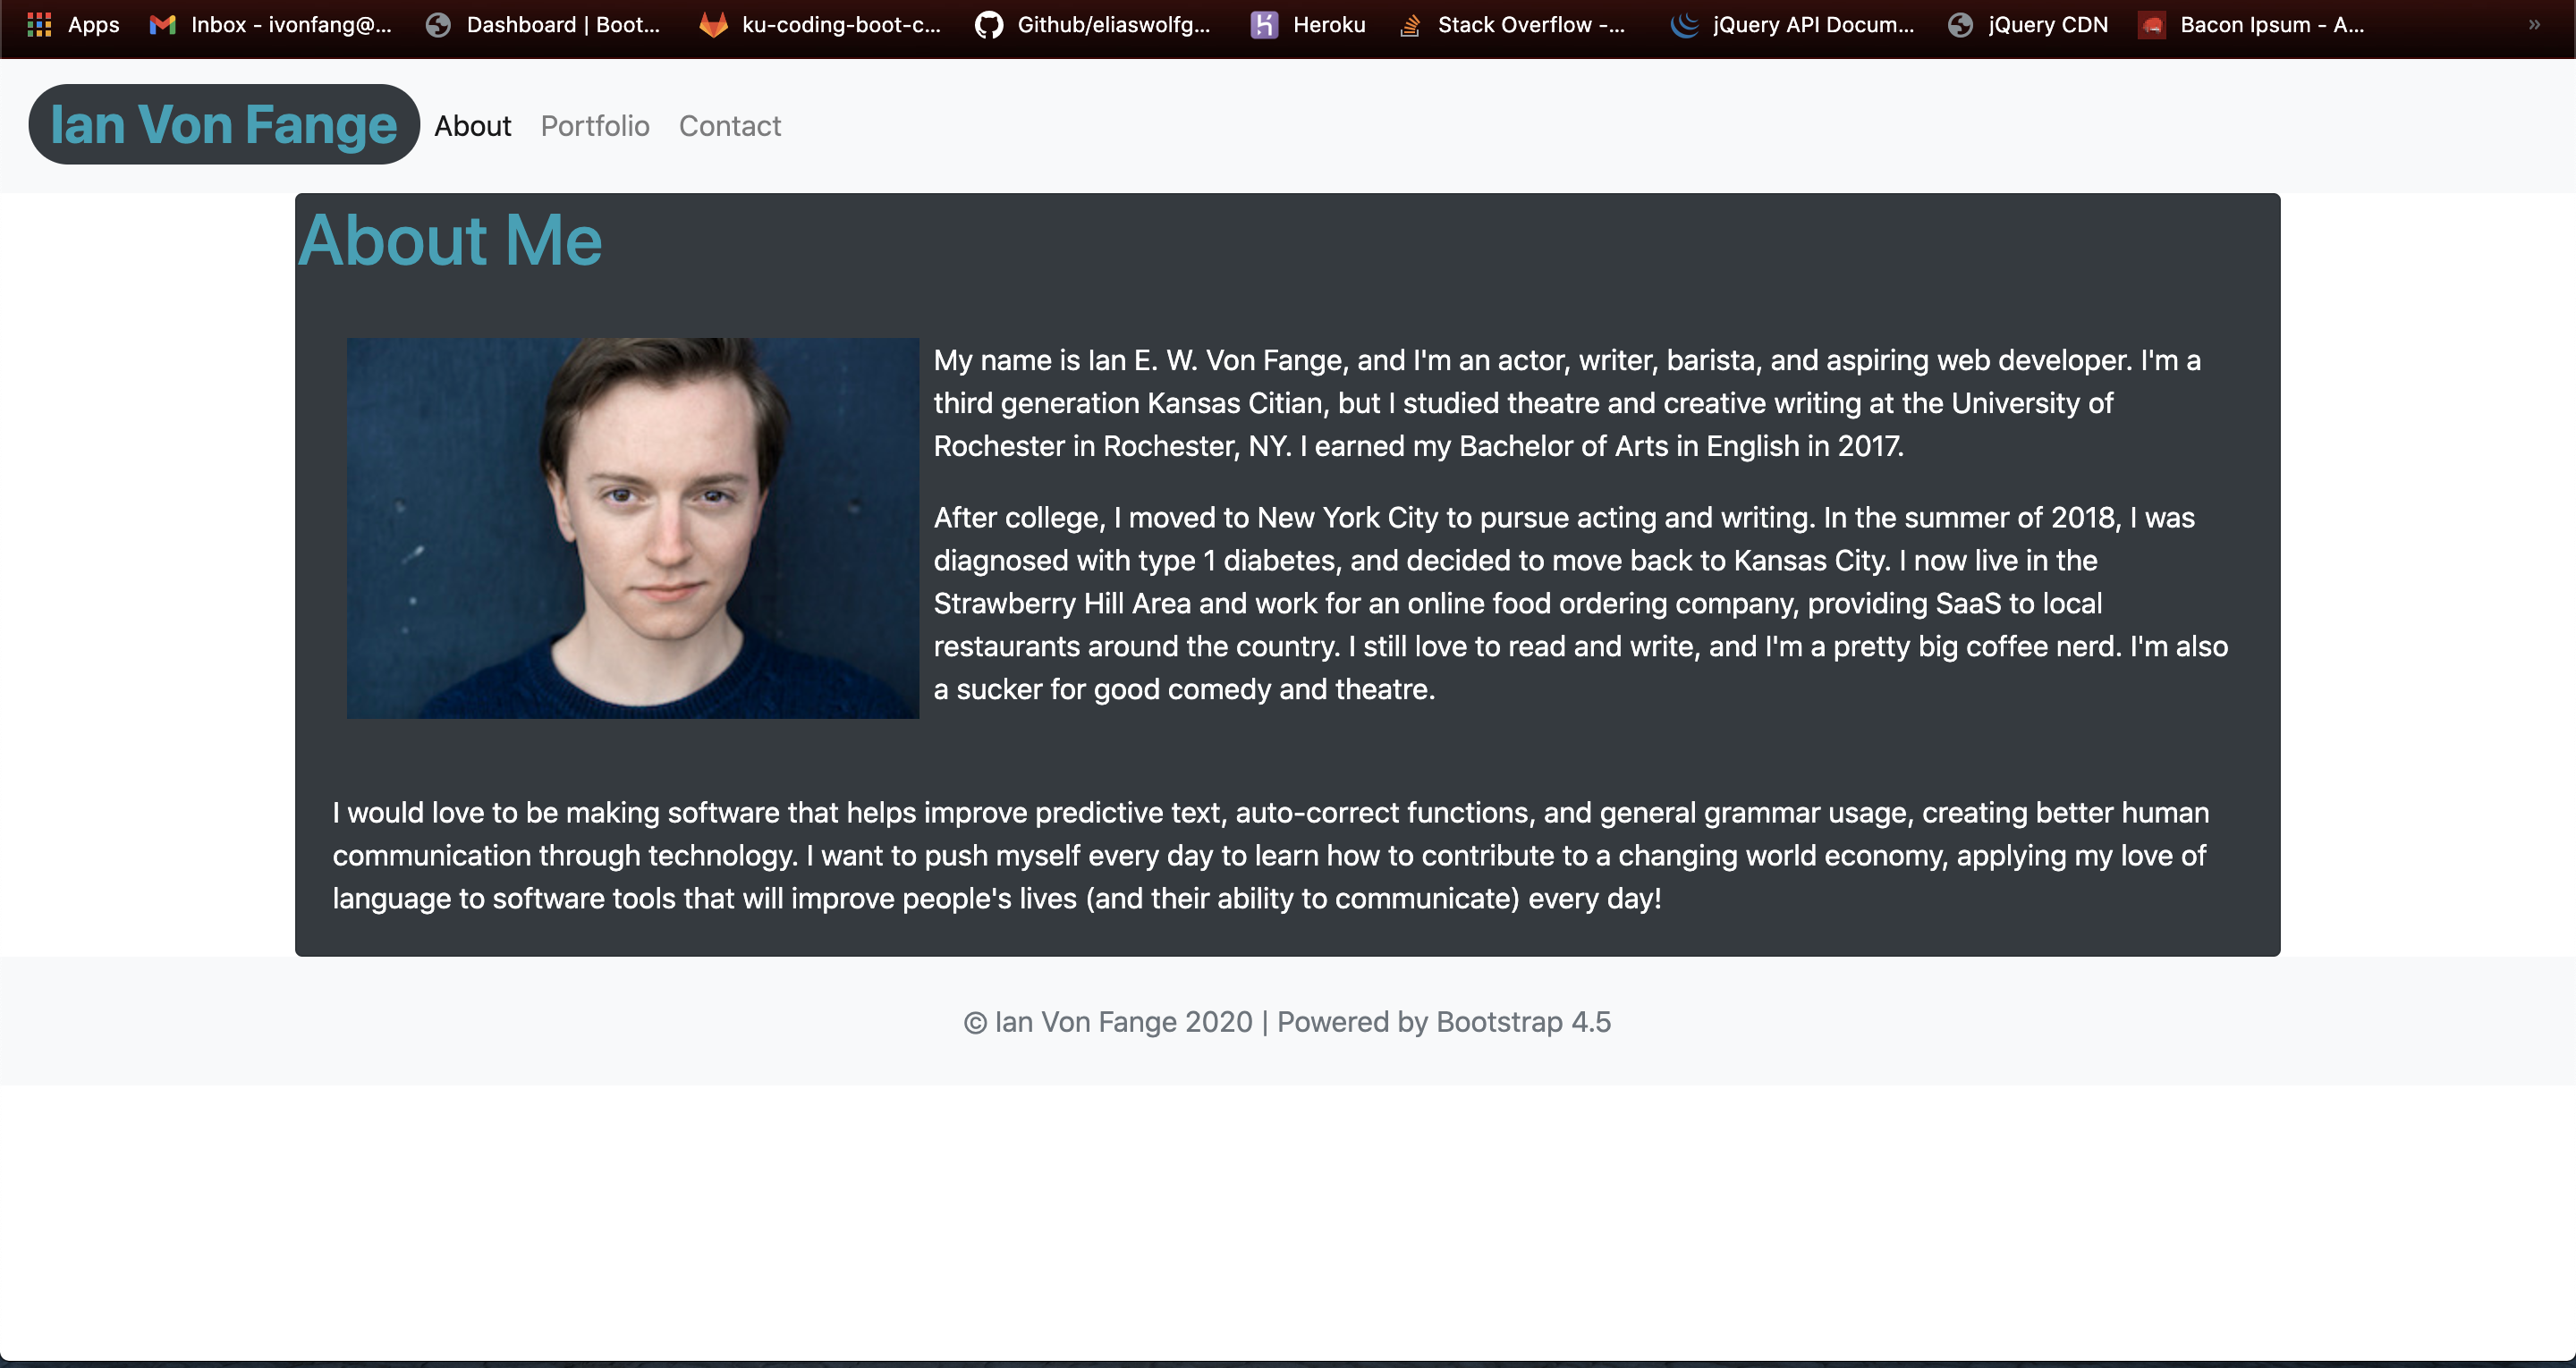 Apps Inbox - ivonfang@... Dashboard | Boot... ku-coding-boot-c... Github/eliaswolfg... Heroku Stack Overflow -... jQuery API Docum... jQuery CDN Bacon Ipsum - A... »
Ian Von Fange About Portfolio Contact
About Me
My name is Ian E. W. Von Fange, and I'm an actor, writer, barista, and aspiring web developer. I'm a
third generation Kansas Citian, but I studied theatre and creative writing at the University of
Rochester in Rochester, NY. I earned my Bachelor of Arts in English in 2017.
After college, I moved to New York City to pursue acting and writing. In the summer of 2018, I was
diagnosed with type 1 diabetes, and decided to move back to Kansas City. I now live in the
Strawberry Hill Area and work for an online food ordering company, providing SaaS to local
restaurants around the country. I still love to read and write, and I'm a pretty big coffee nerd. I'm also
a sucker for good comedy and theatre.
I would love to be making software that helps improve predictive text, auto-correct functions, and general grammar usage, creating better human
communication through technology. I want to push myself every day to learn how to contribute to a changing world economy, applying my love of
language to software tools that will improve people's lives (and their ability to communicate) every day!
© Ian Von Fange 2020 | Powered by Bootstrap 4.5